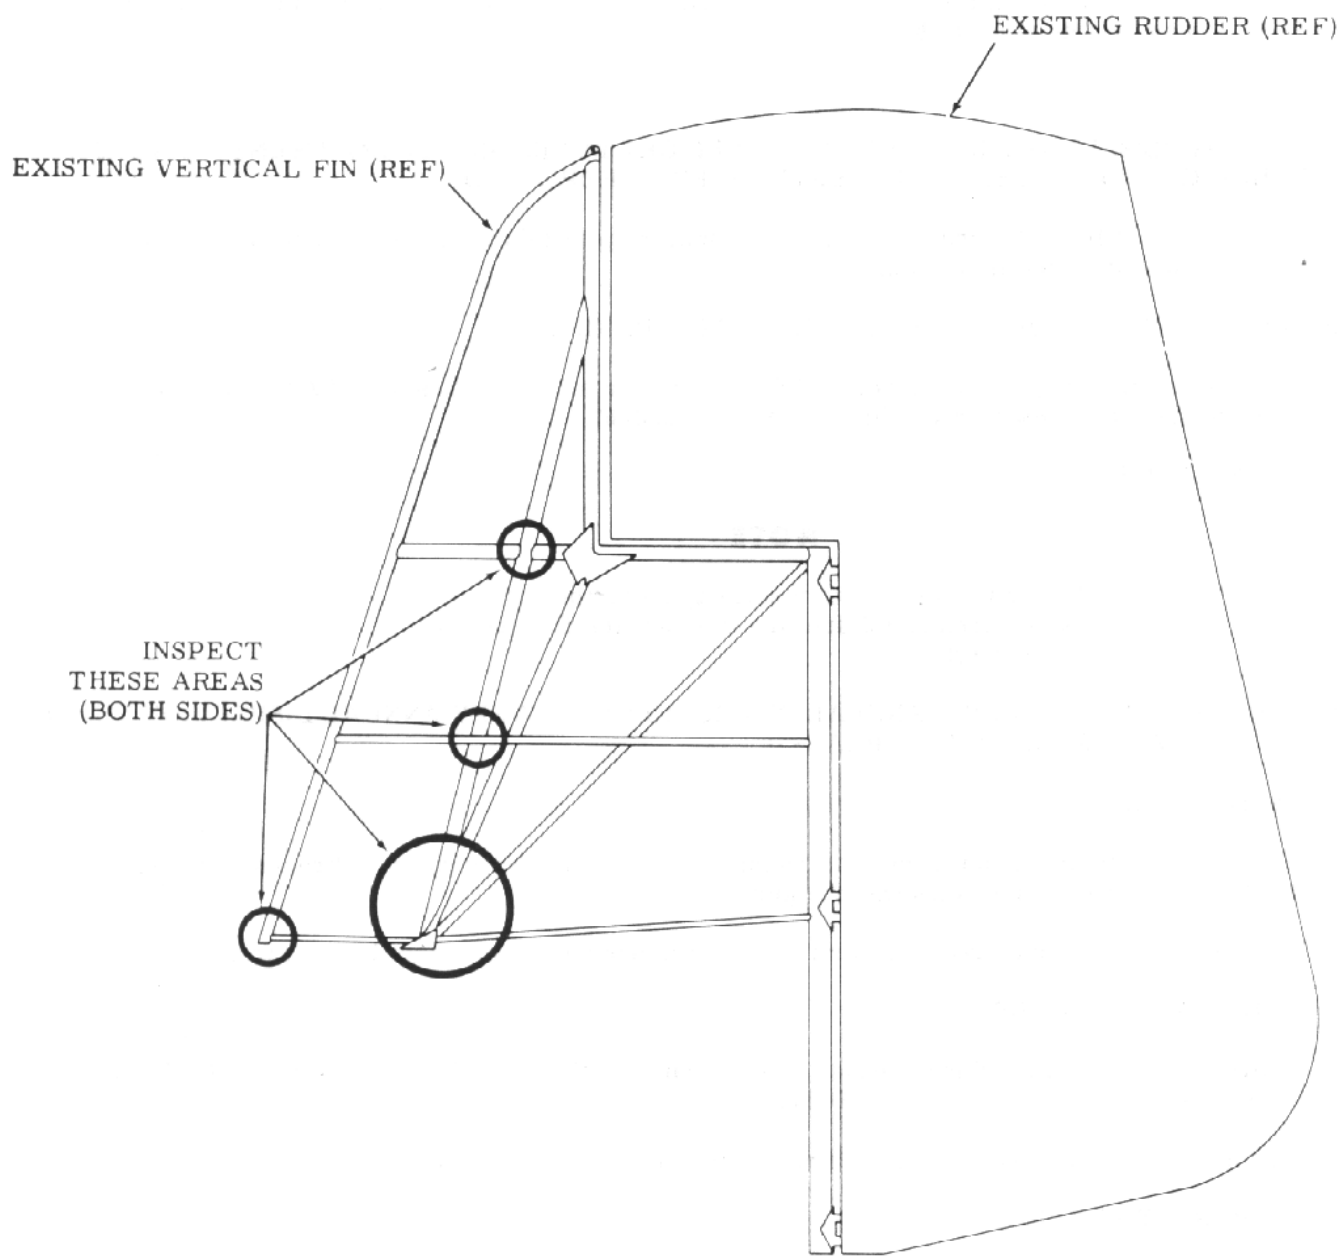 EXISTING RUDDER (REF)
EXISTING VERTICAL FIN (REF)
INSPECT
THESE AREAS
(BOTH SIDES)